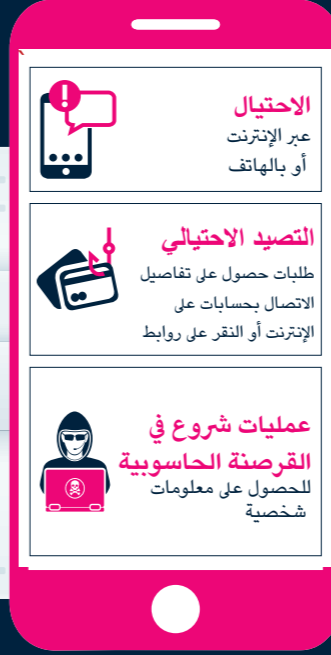 الاحتيال
عبر الإنترنت
أو بالهاتف
التصيد الاحتيالي
طلبات حصول على تفاصيل
الاتصال بحسابات على
الإنترنت أو النقر على روابط
عمليات شروع في
القرصنة الحاسوبية
للحصول على معلومات
شخصية